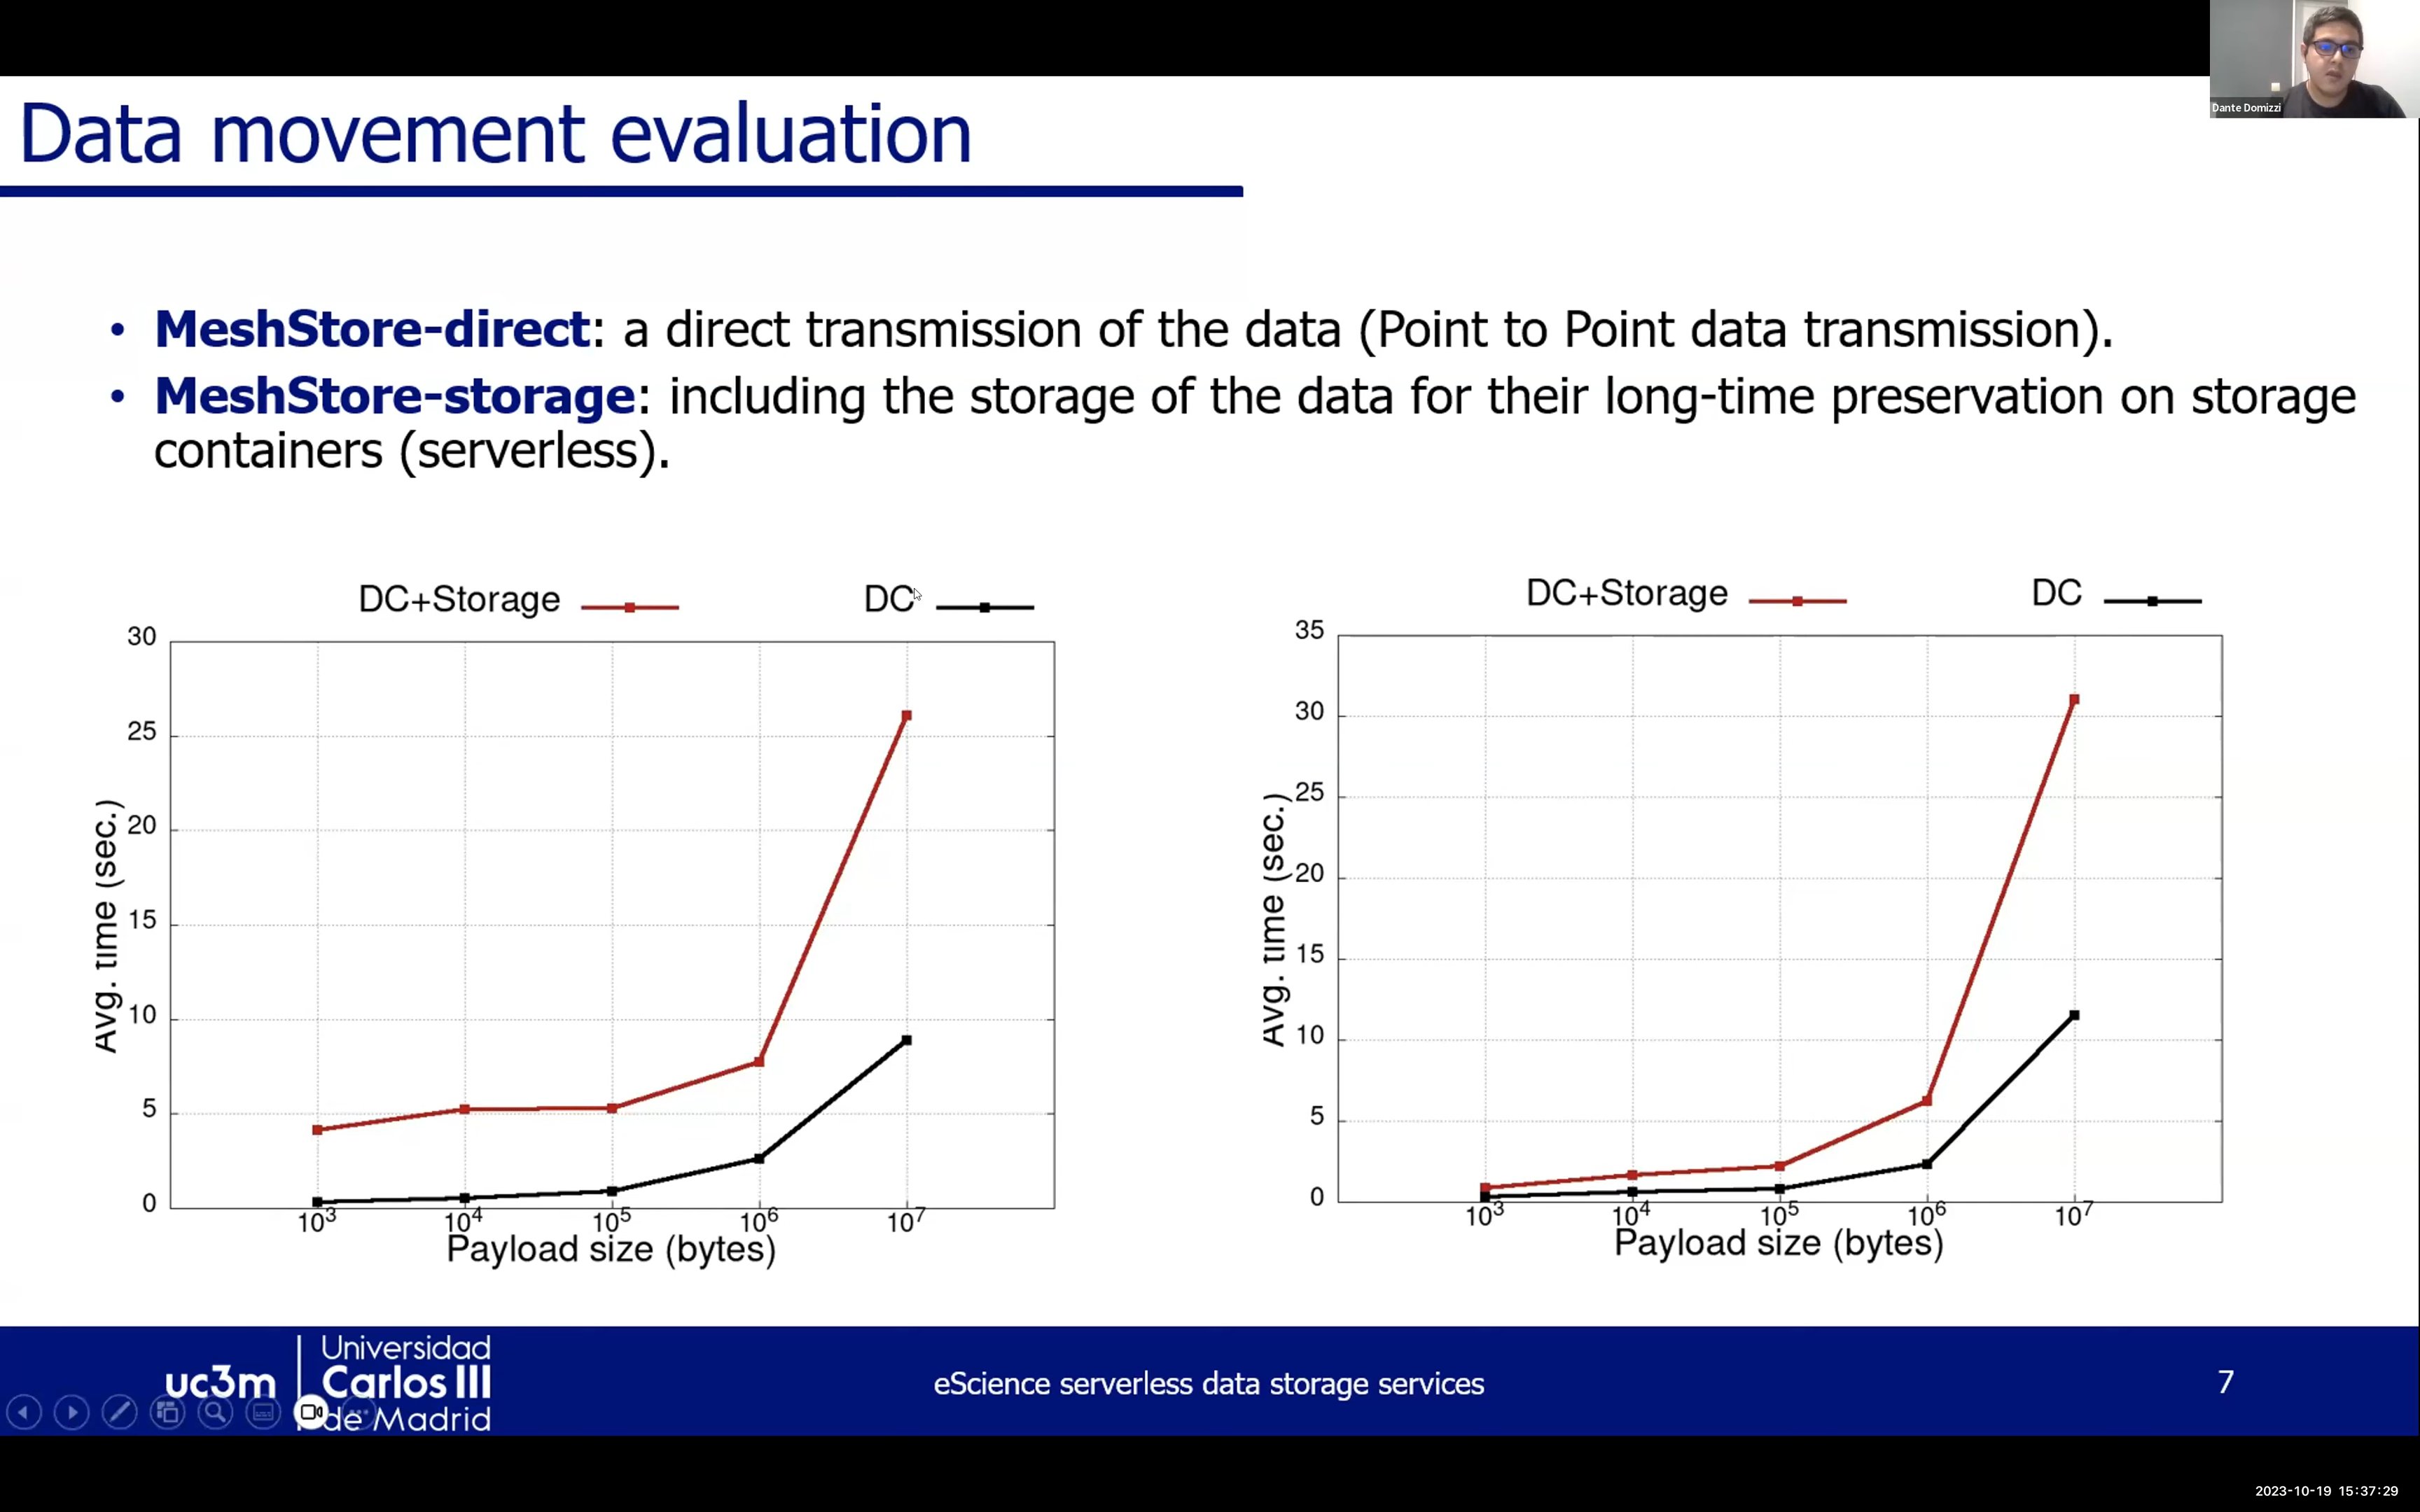 Dante Domizzi
Data movement evaluation
• MeshStore-direct: a direct transmission of the data (Point to Point data transmission).
• MeshStore-storage: including the storage of the data for their long-time preservation on storage
containers (serverless).
DC+Storage DC
30
25
20
15
10
5
0
Avg. time (sec.)
10³ 10⁴ 10⁵ 10⁶ 10⁷
Payload size (bytes)
DC+Storage DC
35
30
25
20
15
10
5
0
Avg. time (sec.)
10³ 10⁴ 10⁵ 10⁶ 10⁷
Payload size (bytes)
uc3m
Universidad
Carlos III
de Madrid
eScience serverless data storage services
7
2023-10-19 15:37:29